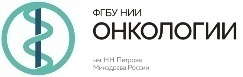 ФГБУ НИИ
ОНКОЛОГИИ
им. Н.Н. Петрова
Минздрава России